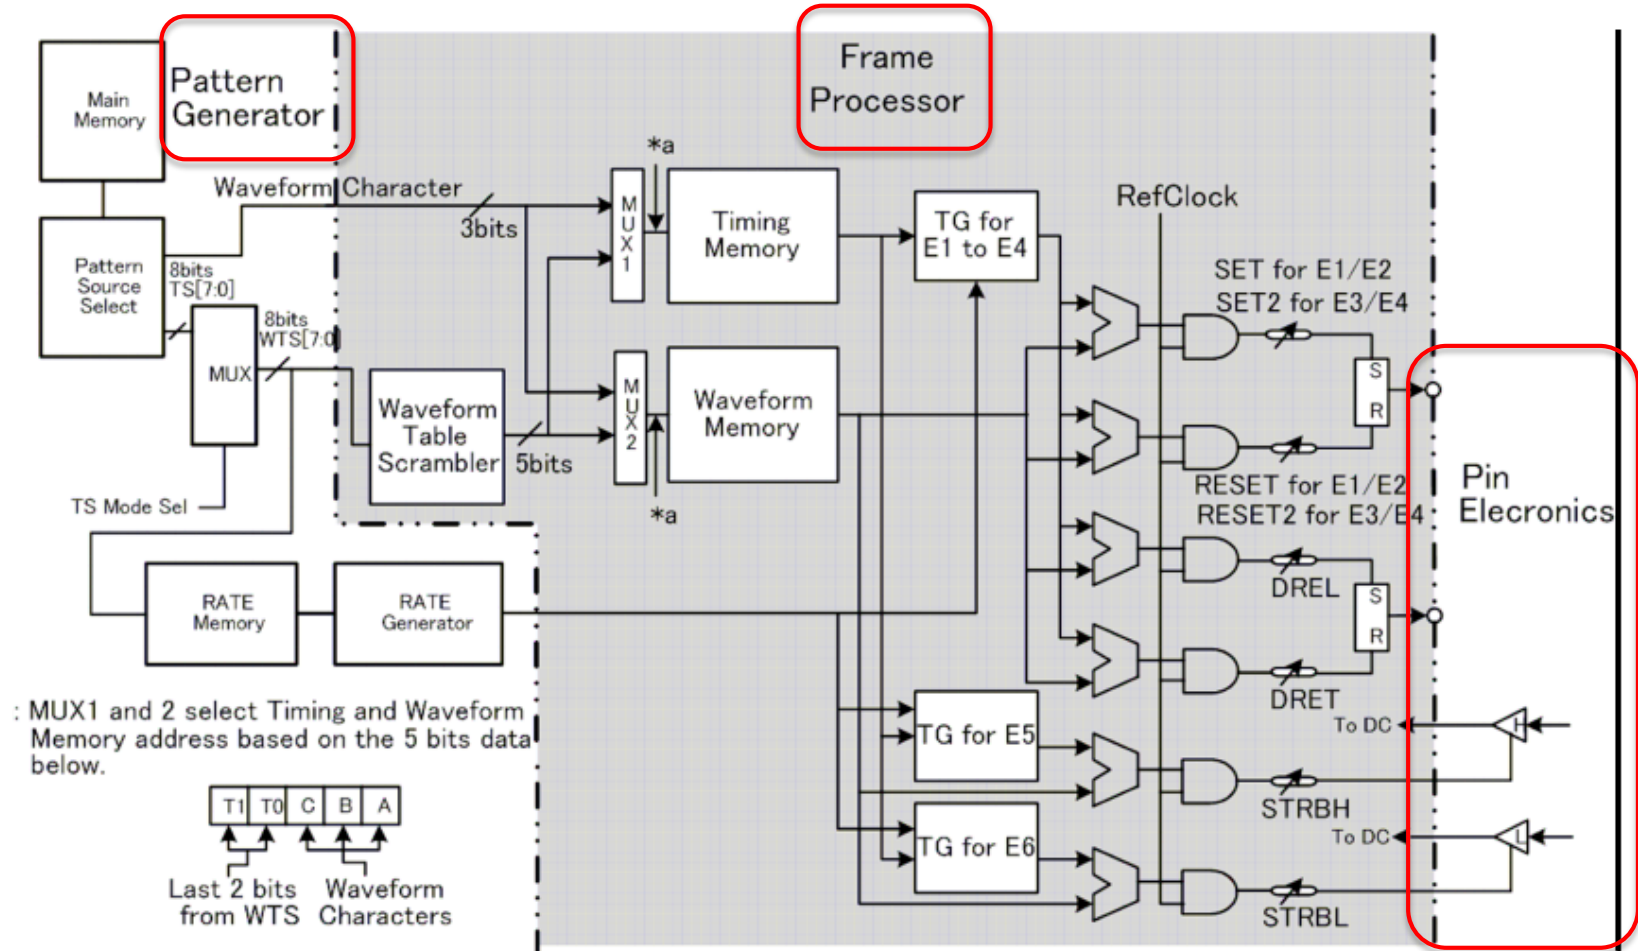 Pattern
Generator
Frame
Processor
Main
Memory
*a
Waveform Character
3bits
M
U
X
1
Timing
Memory
TG for
E1 to E4
RefClock
Pattern
Source
Select
8bits
TS[7:0]
8bits
WTS[7:0]
MUX
SET for E1/E2
SET2 for E3/E4
S
R
Waveform
Table
Scrambler
5bits
M
U
X
2
Waveform
Memory
*a
TS Mode Sel
RESET for E1/E2
RESET2 for E3/E4
Pin
Elecronics
RATE
Memory
RATE
Generator
DREL
S
R
DRET
: MUX1 and 2 select Timing and Waveform
Memory address based on the 5 bits data
below.
TG for E5
To DC
H
STRBH
T1 T0 C B A
TG for E6
To DC
L
STRBL
Last 2 bits
from WTS
Waveform
Characters